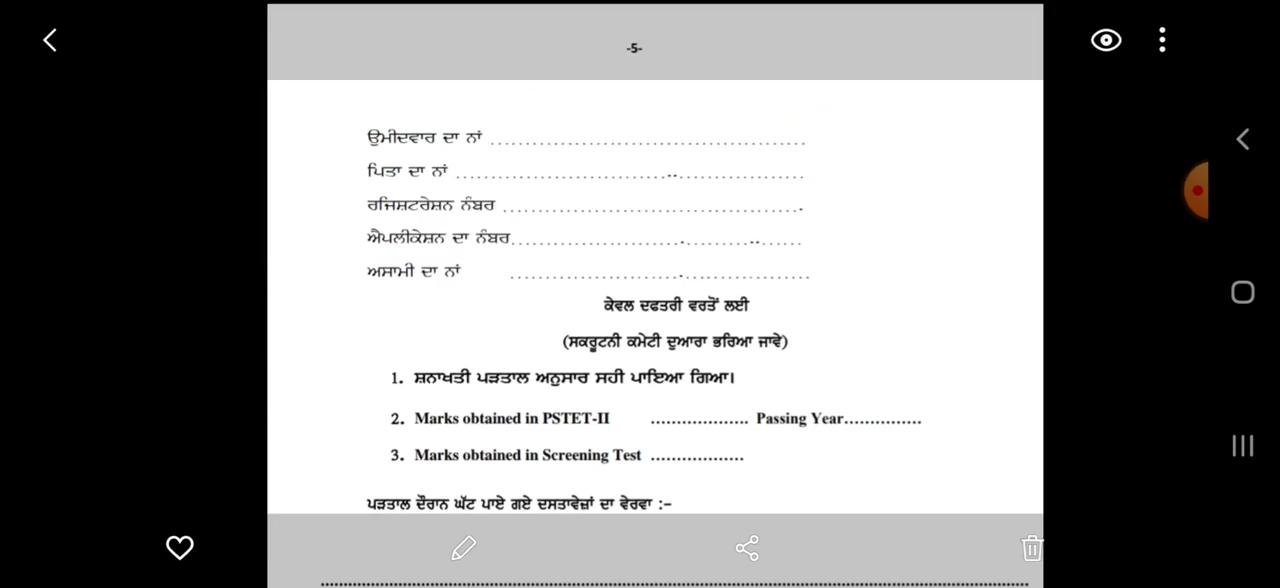 -5-
ਉਮੀਦਵਾਰ ਦਾ ਨਾਂ ......................................................
ਪਿਤਾ ਦਾ ਨਾਂ ......................................................
ਰਜਿਸ਼ਟਰੇਸ਼ਨ ਨੰਬਰ ......................................................
ਐਪਲੀਕੇਸ਼ਨ ਦਾ ਨੰਬਰ......................................................
ਅਸਾਮੀ ਦਾ ਨਾਂ ......................................................
ਕੇਵਲ ਦਫਤਰੀ ਵਰਤੋਂ ਲਈ
(ਸਕਰੂਟਨੀ ਕਮੇਟੀ ਦੁਆਰਾ ਭਰਿਆ ਜਾਵੇ)
1. ਸ਼ਨਾਖਤੀ ਪੜਤਾਲ ਅਨੁਸਾਰ ਸਹੀ ਪਾਇਆ ਗਿਆ।
2. Marks obtained in PSTET-II ................... Passing Year...............
3. Marks obtained in Screening Test ..................
ਪੜਤਾਲ ਦੌਰਾਨ ਘੱਟ ਪਾਏ ਗਏ ਦਸਤਾਵੇਜ਼ਾਂ ਦਾ ਵੇਰਵਾ :-